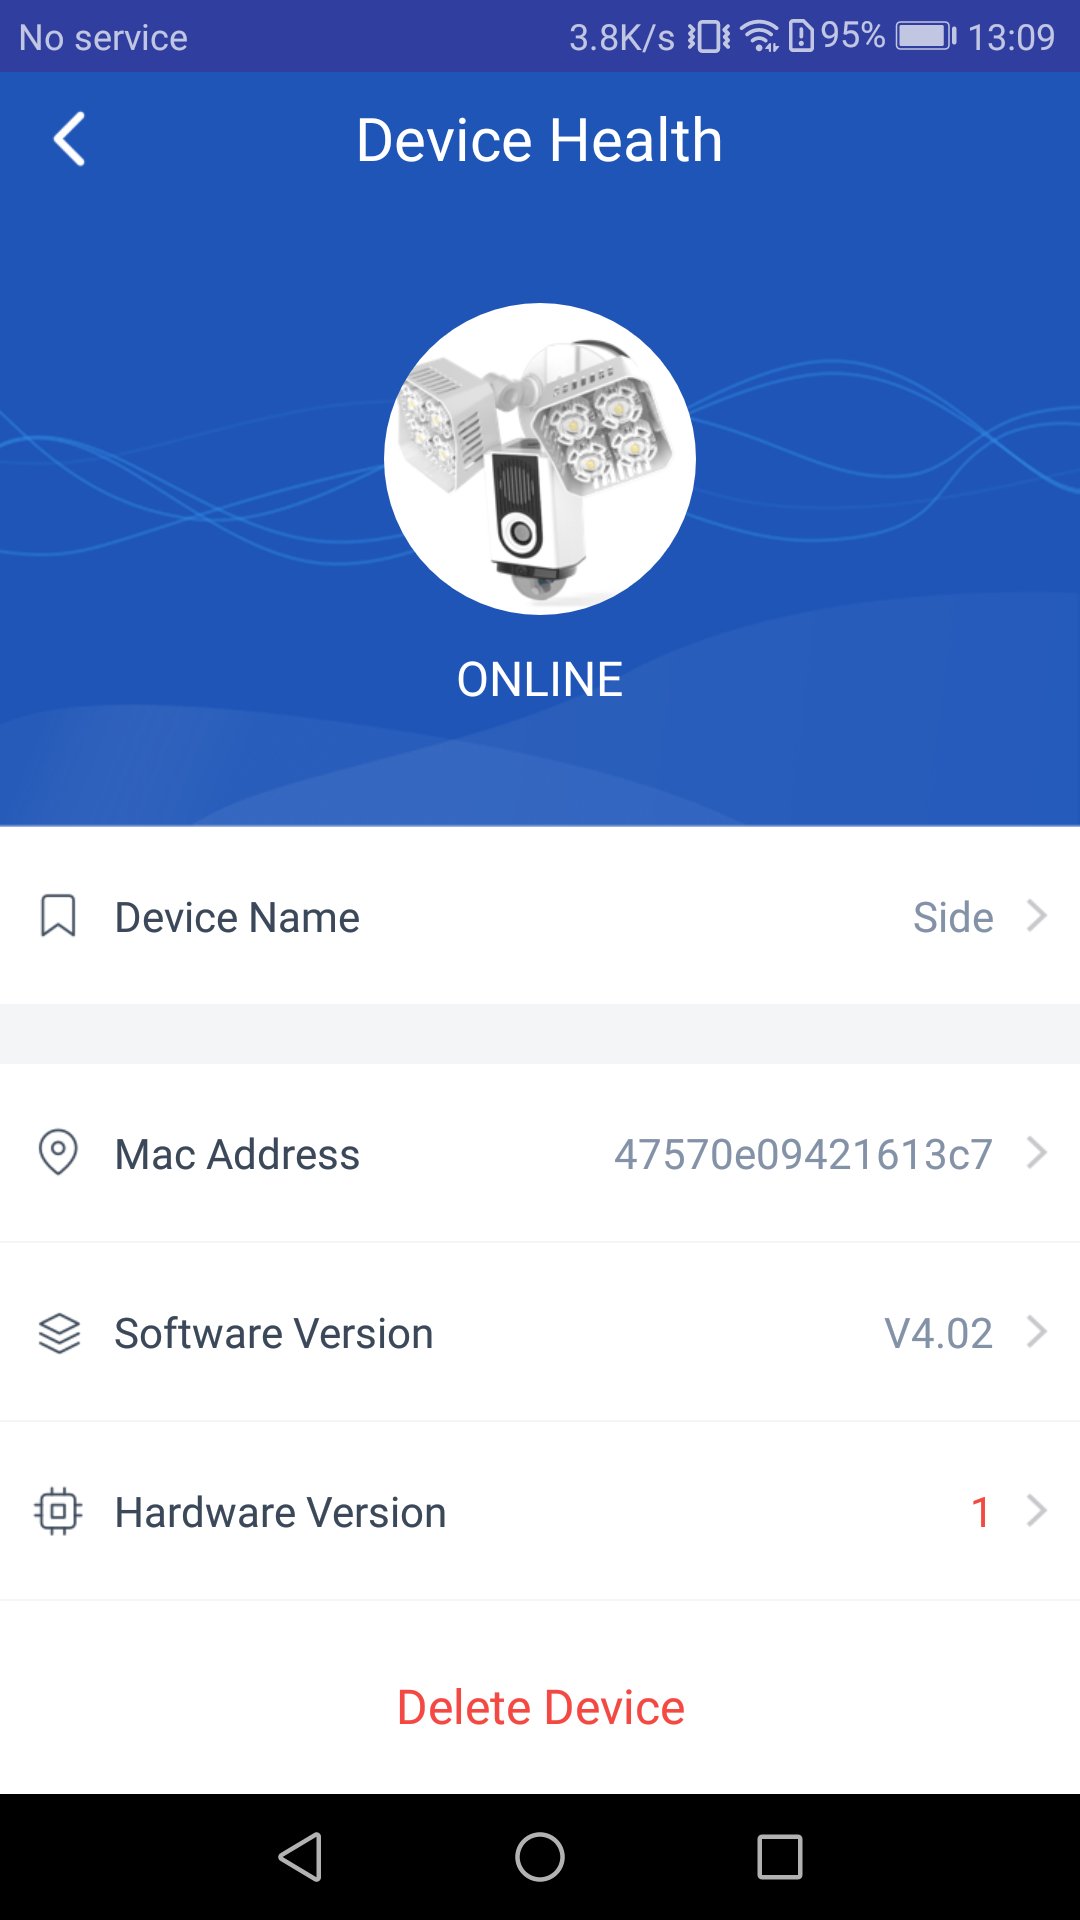 No service 3.8K/s 95% 13:09
Device Health
ONLINE
Device Name Side
Mac Address 47570e09421613c7
Software Version V4.02
Hardware Version 1
Delete Device